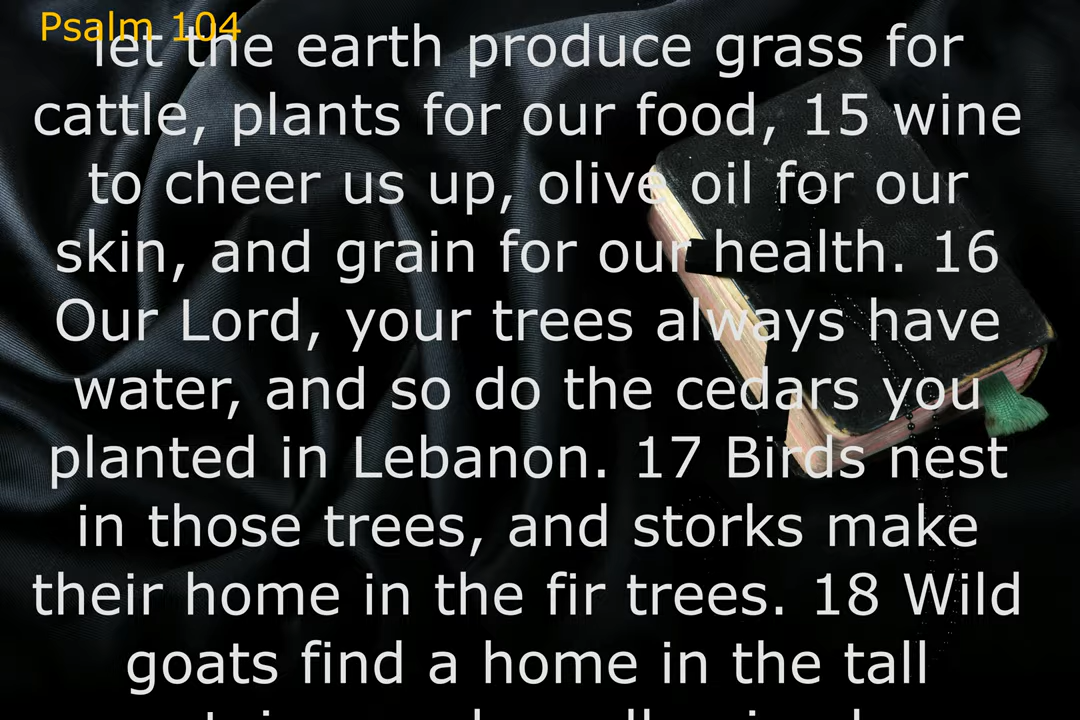 Psalm 104
let the earth produce grass for
cattle, plants for our food, 15 wine
to cheer us up, olive oil for our
skin, and grain for our health. 16
Our Lord, your trees always have
water, and so do the cedars you
planted in Lebanon. 17 Birds nest
in those trees, and storks make
their home in the fir trees. 18 Wild
goats find a home in the tall